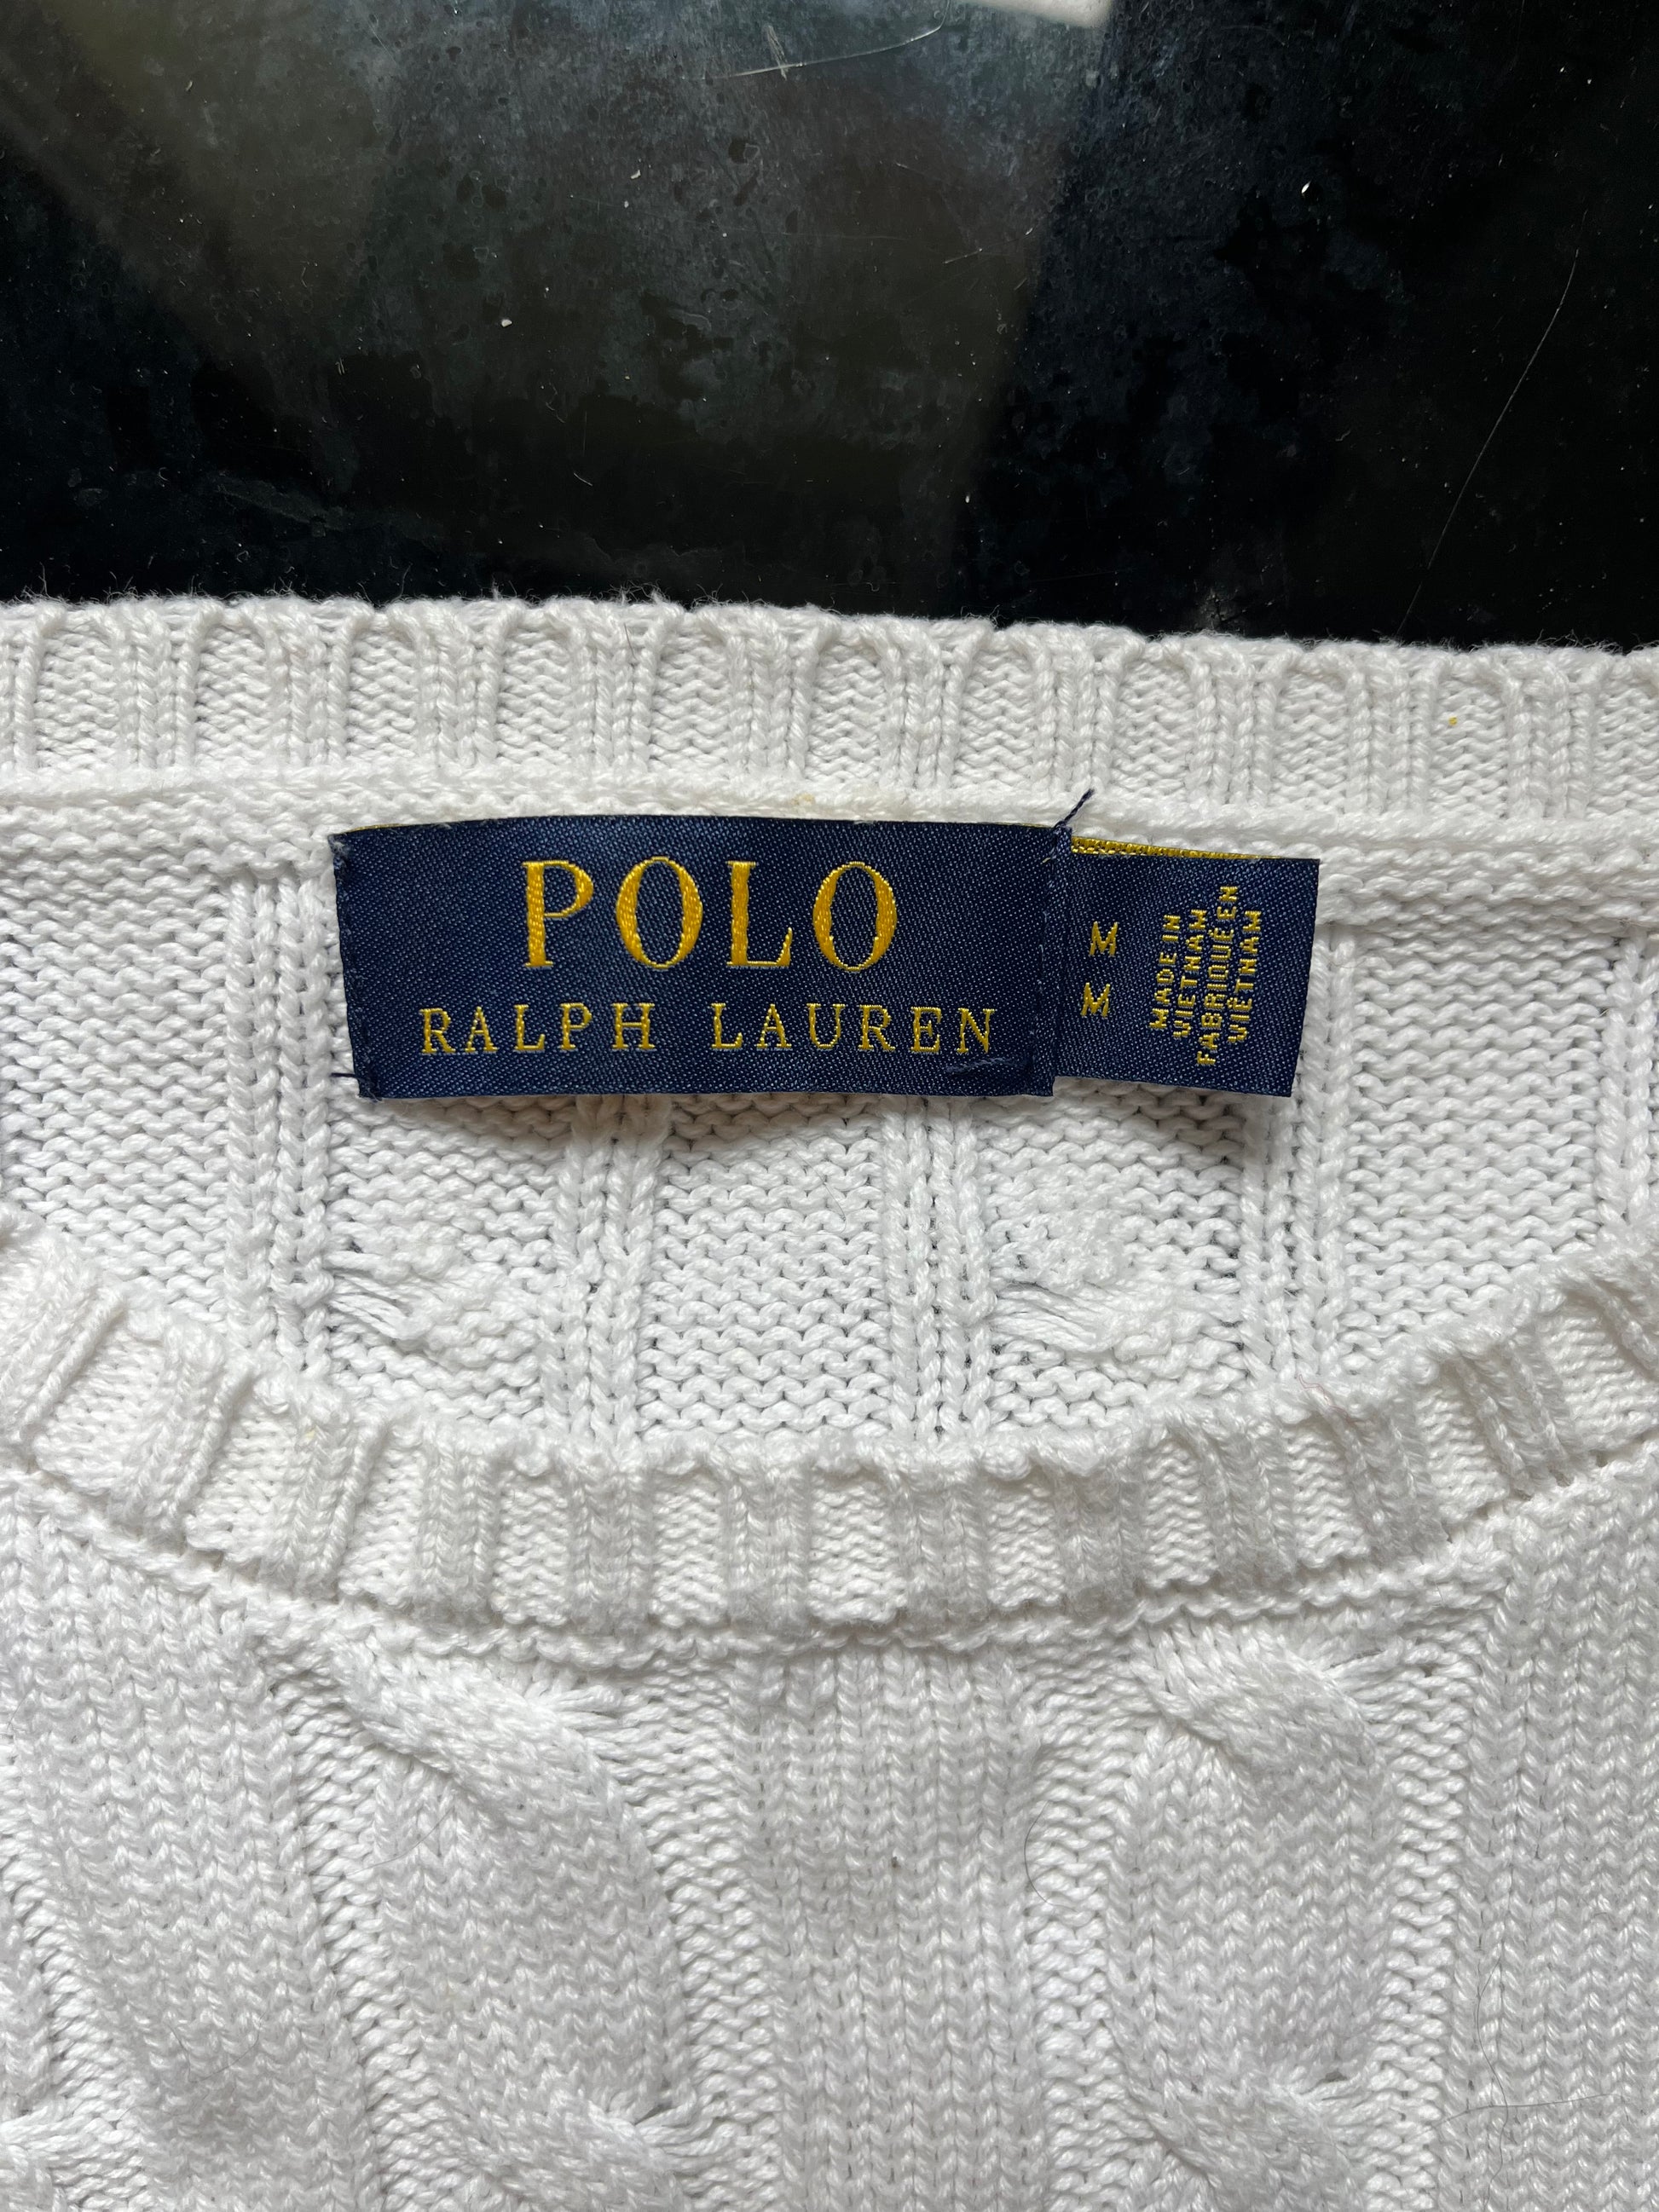 POLO
RALPH LAUREN
M
M
MADE IN
VIETNAM
FABRIQUÉ EN
VIETNAM